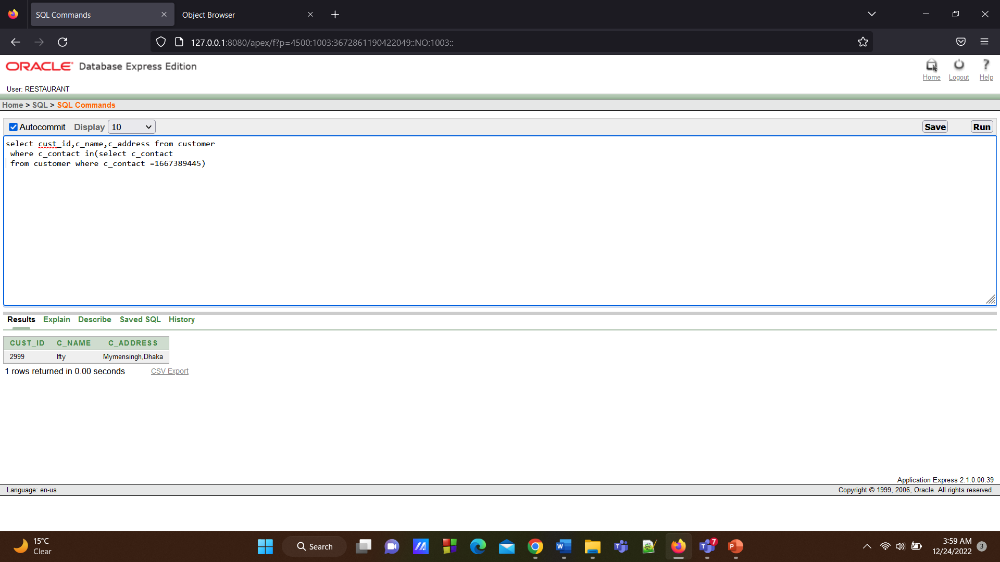 SQL Commands
Object Browser
127.0.0.1:8080/apex/f?p=4500:1003:3672861190422049::NO:1003::
ORACLE Database Express Edition
Home Logout Help
User: RESTAURANT
Home > SQL > SQL Commands
Autocommit Display 10 Save Run
select cust_id,c_name,c_address from customer
where c_contact in(select c_contact
from customer where c_contact =1667389445)
Results Explain Describe Saved SQL History
CUST_ID C_NAME C_ADDRESS
2999 Ifty Mymensingh,Dhaka
1 rows returned in 0.00 seconds CSV Export
Application Express 2.1.0.00.39
Language: en-us Copyright © 1999, 2006, Oracle. All rights reserved.
15°C
Clear
Search
7
3:59 AM
12/24/2022
3